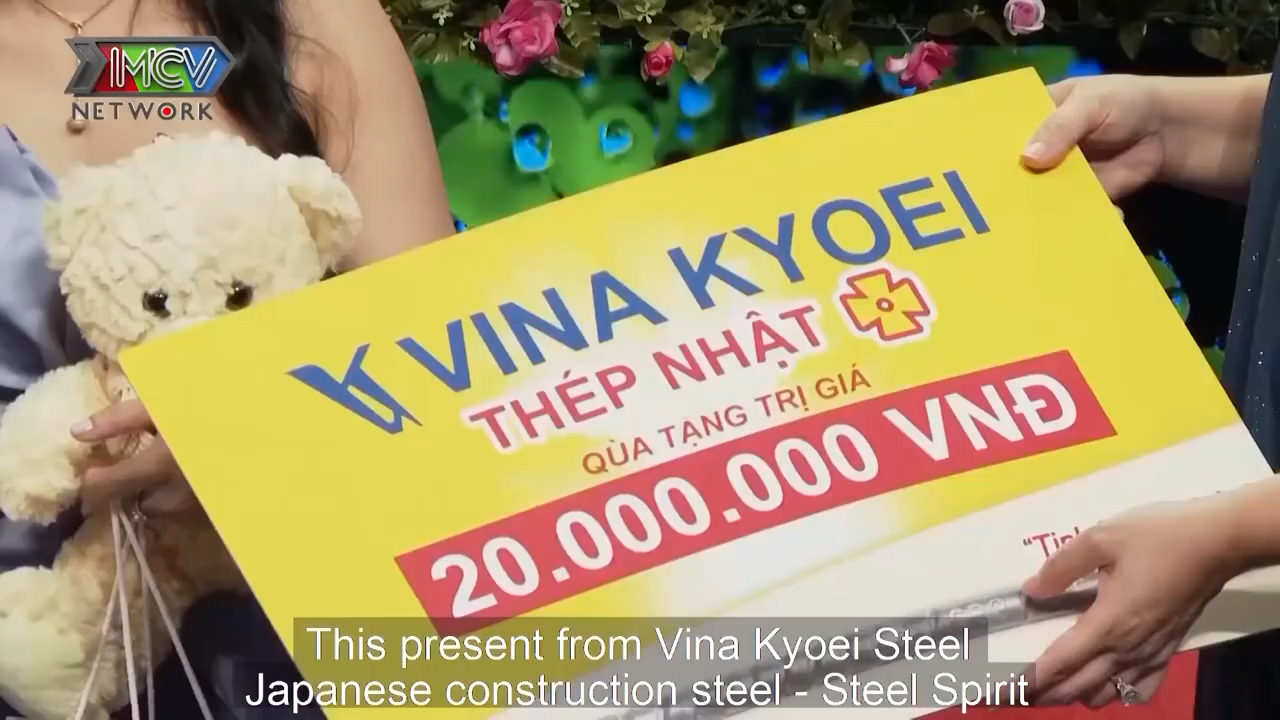 MCV
NETWORK
VINA KYOEI
THÉP NHẬT
QÙA TẠNG TRỊ GIÁ
20.000.000 VNĐ
This present from Vina Kyoei Steel
Japanese construction steel - Steel Spirit